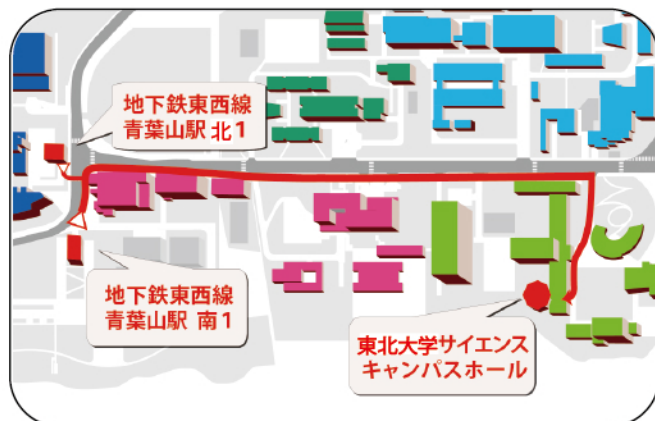 地下鉄東西線
青葉山駅 北1
地下鉄東西線
青葉山駅 南1
東北大学サイエンス
キャンパスホール